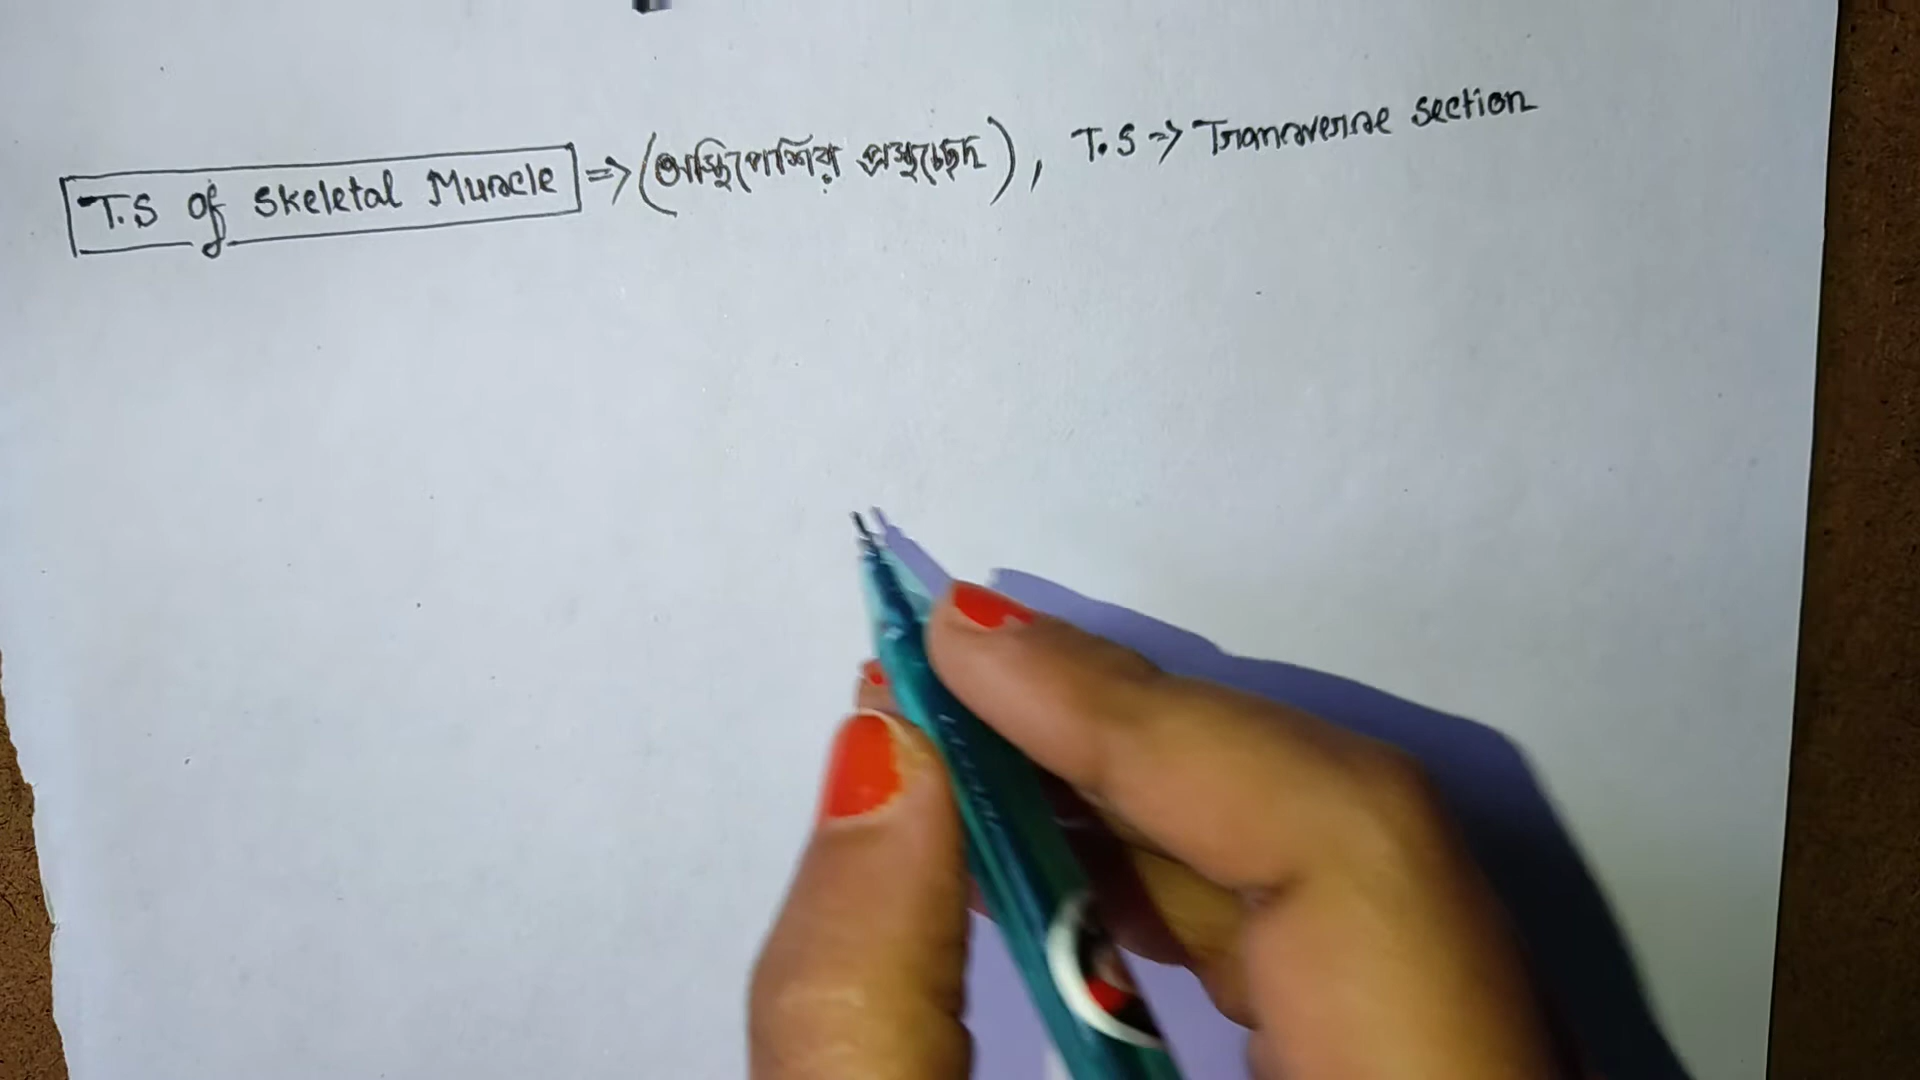 T.S of Skeletal Muscle => (অস্থিপেশির প্রস্থচ্ছেদ), T.S => Transverse section